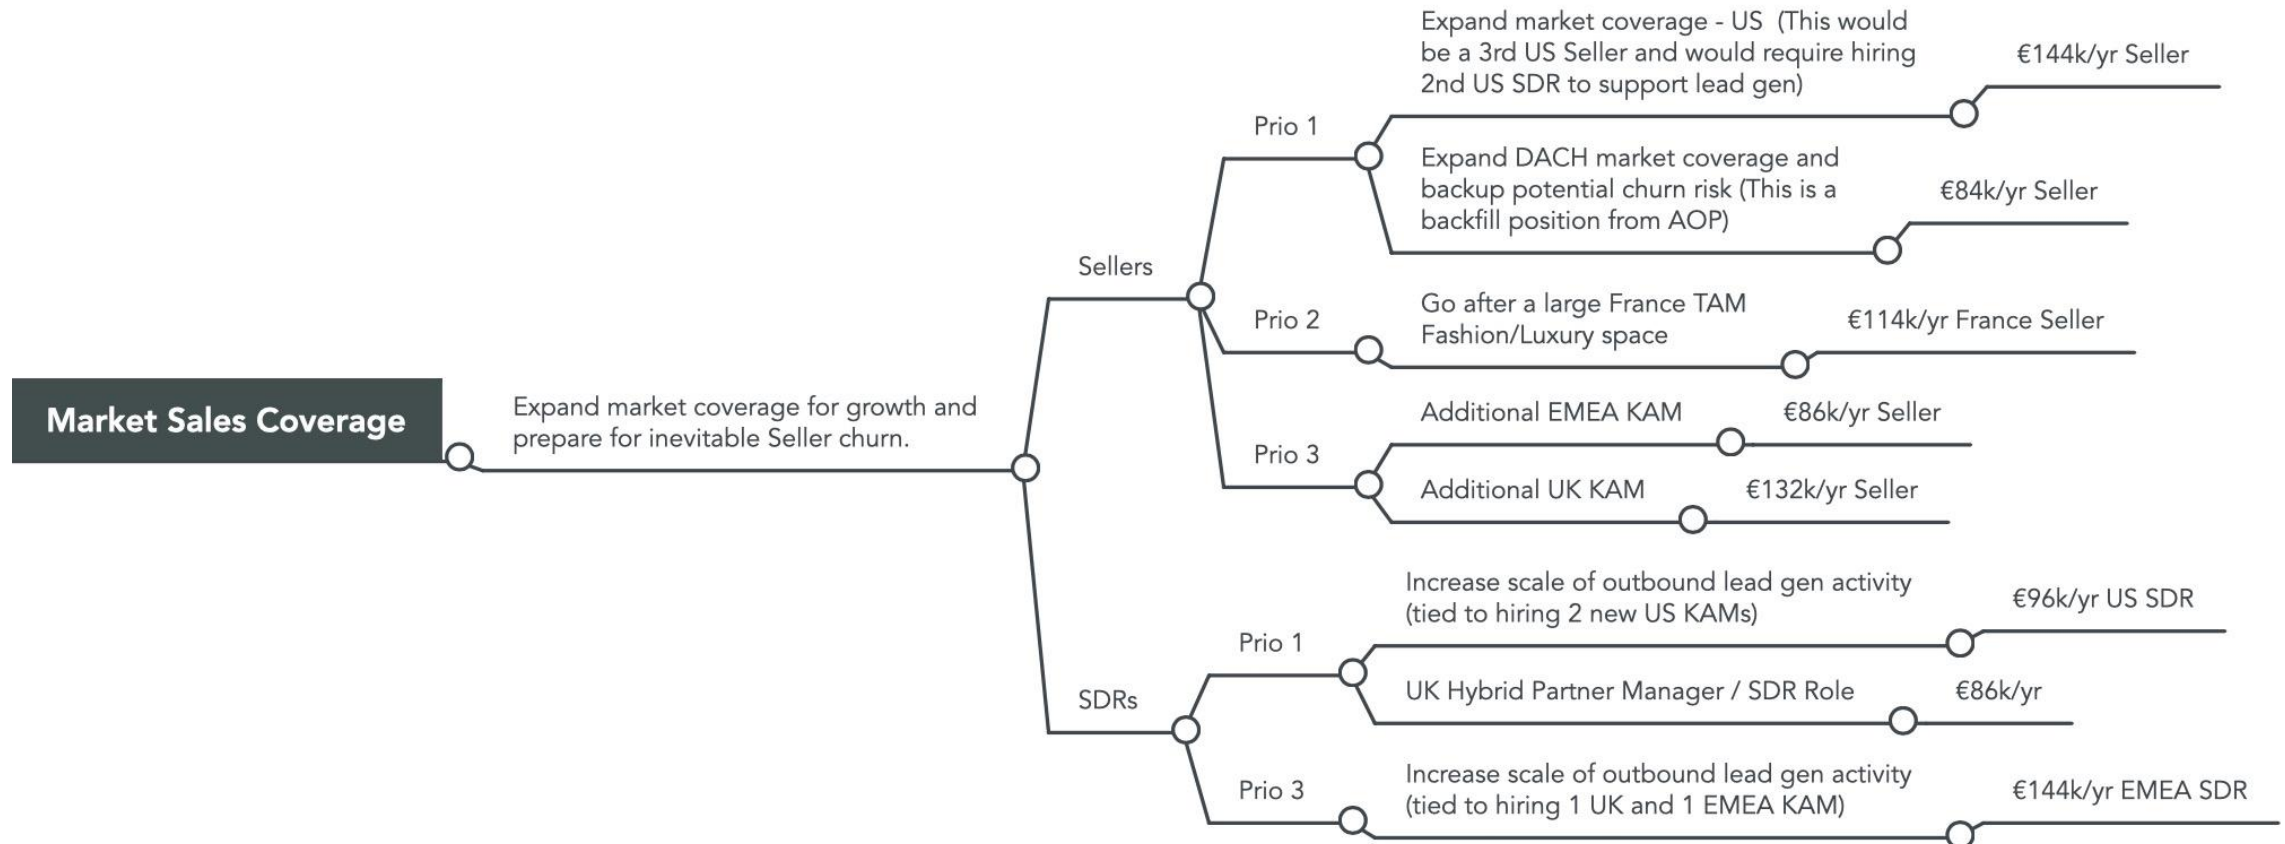 Market Sales Coverage
Expand market coverage for growth and
prepare for inevitable Seller churn.
Sellers
Prio 1
Expand market coverage - US  (This would
be a 3rd US Seller and would require hiring
2nd US SDR to support lead gen)
€144k/yr Seller
Expand DACH market coverage and
backup potential churn risk (This is a
backfill position from AOP)
€84k/yr Seller
Prio 2
Go after a large France TAM
Fashion/Luxury space
€114k/yr France Seller
Prio 3
Additional EMEA KAM
€86k/yr Seller
Additional UK KAM
€132k/yr Seller
SDRs
Prio 1
Increase scale of outbound lead gen activity
(tied to hiring 2 new US KAMs)
€96k/yr US SDR
UK Hybrid Partner Manager / SDR Role
€86k/yr
Prio 3
Increase scale of outbound lead gen activity
(tied to hiring 1 UK and 1 EMEA KAM)
€144k/yr EMEA SDR